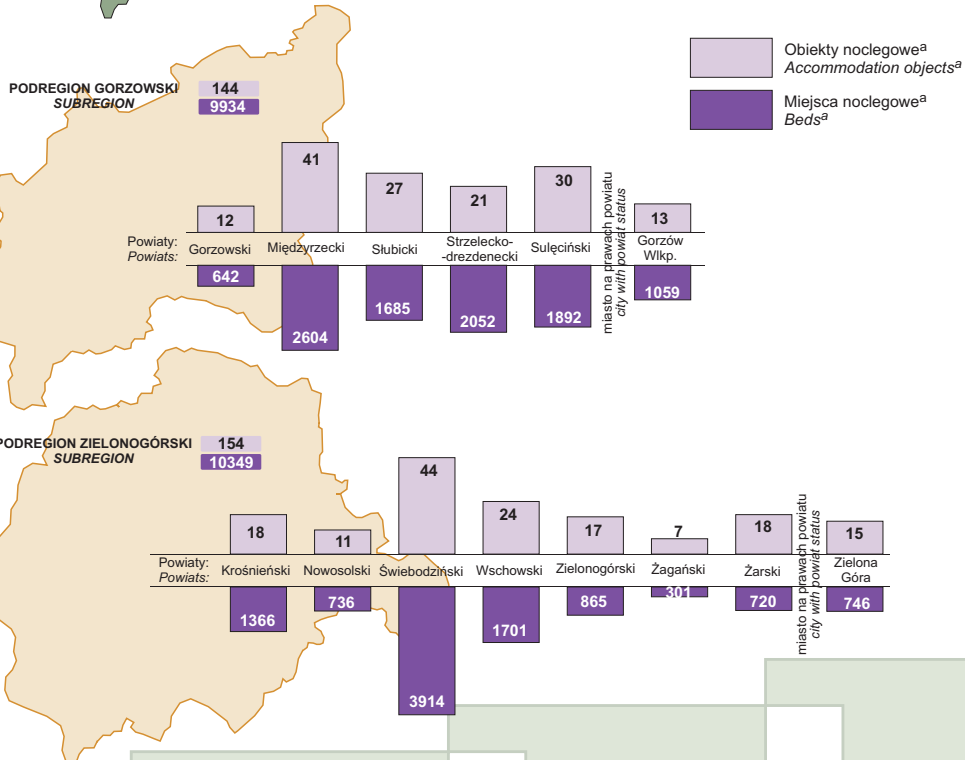 Obiekty noclegoweᵃ
Accommodation objectsᵃ
Miejsca noclegoweᵃ
Bedsᵃ
PODREGION GORZOWSKI
SUBREGION
144
9934
12
41
27
21
30
13
Powiaty:
Powiats:
Gorzowski
Międzyrzecki
Słubicki
Strzelecko-
-drezdenecki
Sulęciński
miasto na prawach powiatu
city with powiat status
Gorzów
Wlkp.
642
2604
1685
2052
1892
1059
PODREGION ZIELONOGÓRSKI
SUBREGION
154
10349
18
11
44
24
17
7
18
15
Powiaty:
Powiats:
Krośnieński
Nowosolski
Świebodziński
Wschowski
Zielonogórski
Żagański
Żarski
miasto na prawach powiatu
city with powiat status
Zielona
Góra
1366
736
3914
1701
865
301
720
746